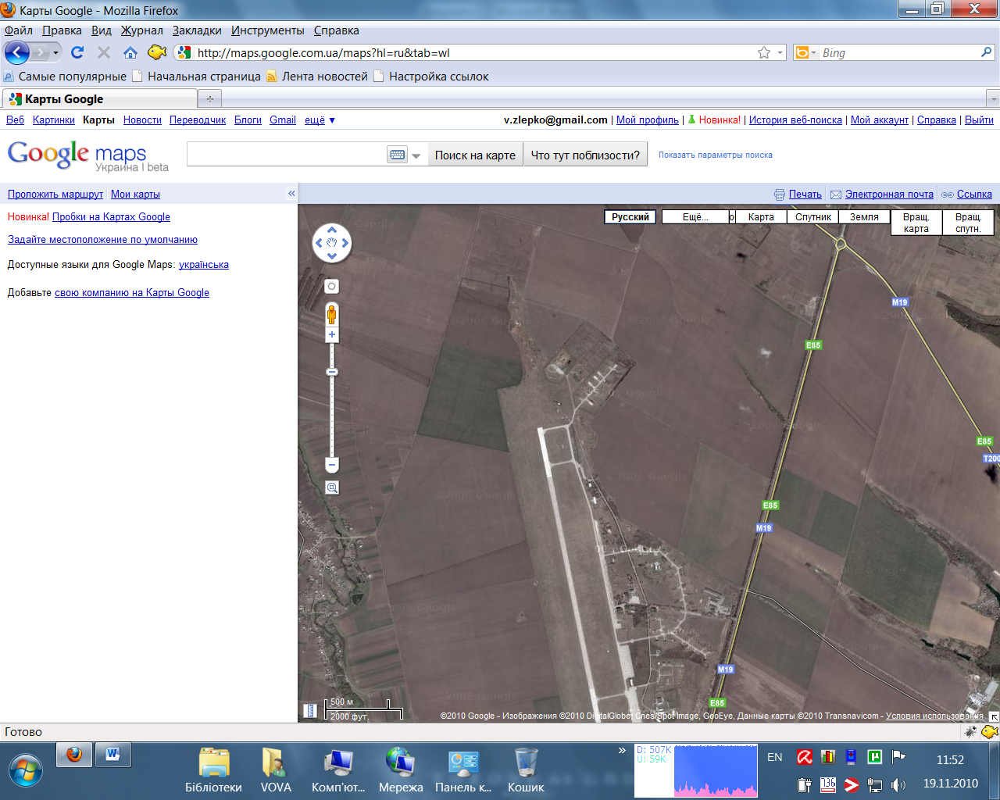 Карты Google - Mozilla Firefox
Файл Правка Вид Журнал Закладки Инструменты Справка
http://maps.google.com.ua/maps?hl=ru&tab=wl
Bing
Самые популярные Начальная страница Лента новостей Настройка ссылок
Карты Google
Веб Картинки Карты Новости Переводчик Блоги Gmail ещё ▼
v.zlepko@gmail.com | Мой профиль | Новинка! | История веб-поиска | Мой аккаунт | Справка | Выйти
Google maps
Украина | beta
Поиск на карте Что тут поблизости? Показать параметры поиска
Проложить маршрут Мои карты «
Печать Электронная почта Ссылка
Новинка! Пробки на Картах Google
Задайте местоположение по умолчанию
Доступные языки для Google Maps: українська
Добавьте свою компанию на Карты Google
Русский Ещё... о Карта Спутник Земля Вращ. карта Вращ. спутн.
M19
E85
E85
T200
E85
M19
M19
E85
500 м
2000 фут.
©2010 Google - Изображения ©2010 DigitalGlobe, Cnes/Spot Image, GeoEye, Данные карты ©2010 Transnavicom - Условия использования
Готово
Бібліотеки VOVA Комп'ют... Мережа Панель к... Кошик
»
D: 507K
U: 59K
EN
136
11:52
19.11.2010